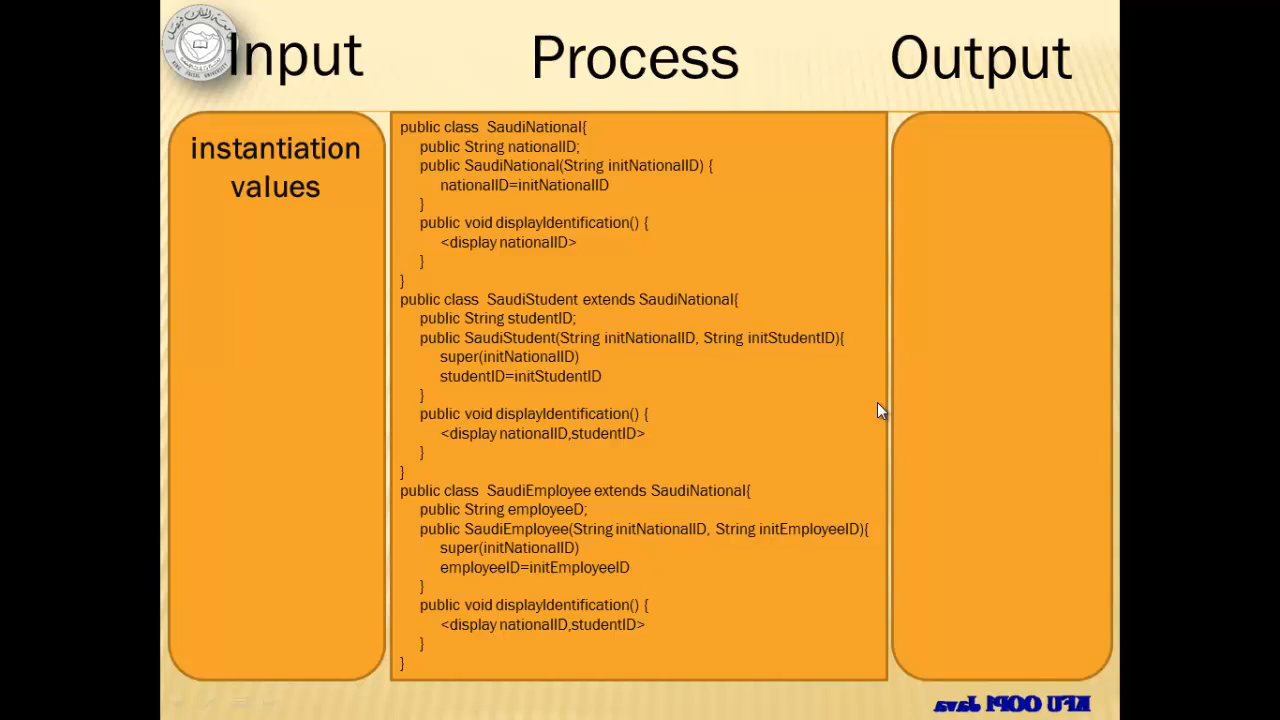 Input
Process
Output
instantiation
values
public class SaudiNational{
public String nationalID;
public SaudiNational(String initNationalID) {
nationalID=initNationalID
}
public void displayIdentification() {
<display nationalID>
}
}
public class SaudiStudent extends SaudiNational{
public String studentID;
public SaudiStudent(String initNationalID, String initStudentID){
super(initNationalID)
studentID=initStudentID
}
public void displayIdentification() {
<display nationalID,studentID>
}
}
public class SaudiEmployee extends SaudiNational{
public String employeeD;
public SaudiEmployee(String initNationalID, String initEmployeeID){
super(initNationalID)
employeeID=initEmployeeID
}
public void displayIdentification() {
<display nationalID,studentID>
}
}
KFU OOP1 Java